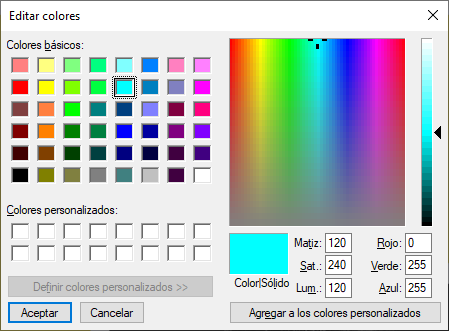 Editar colores
Colores básicos:
Colores personalizados:
Definir colores personalizados >>
Aceptar
Cancelar
Color|Sólido
Matiz: 120
Sat.: 240
Lum.: 120
Rojo: 0
Verde: 255
Azul: 255
Agregar a los colores personalizados